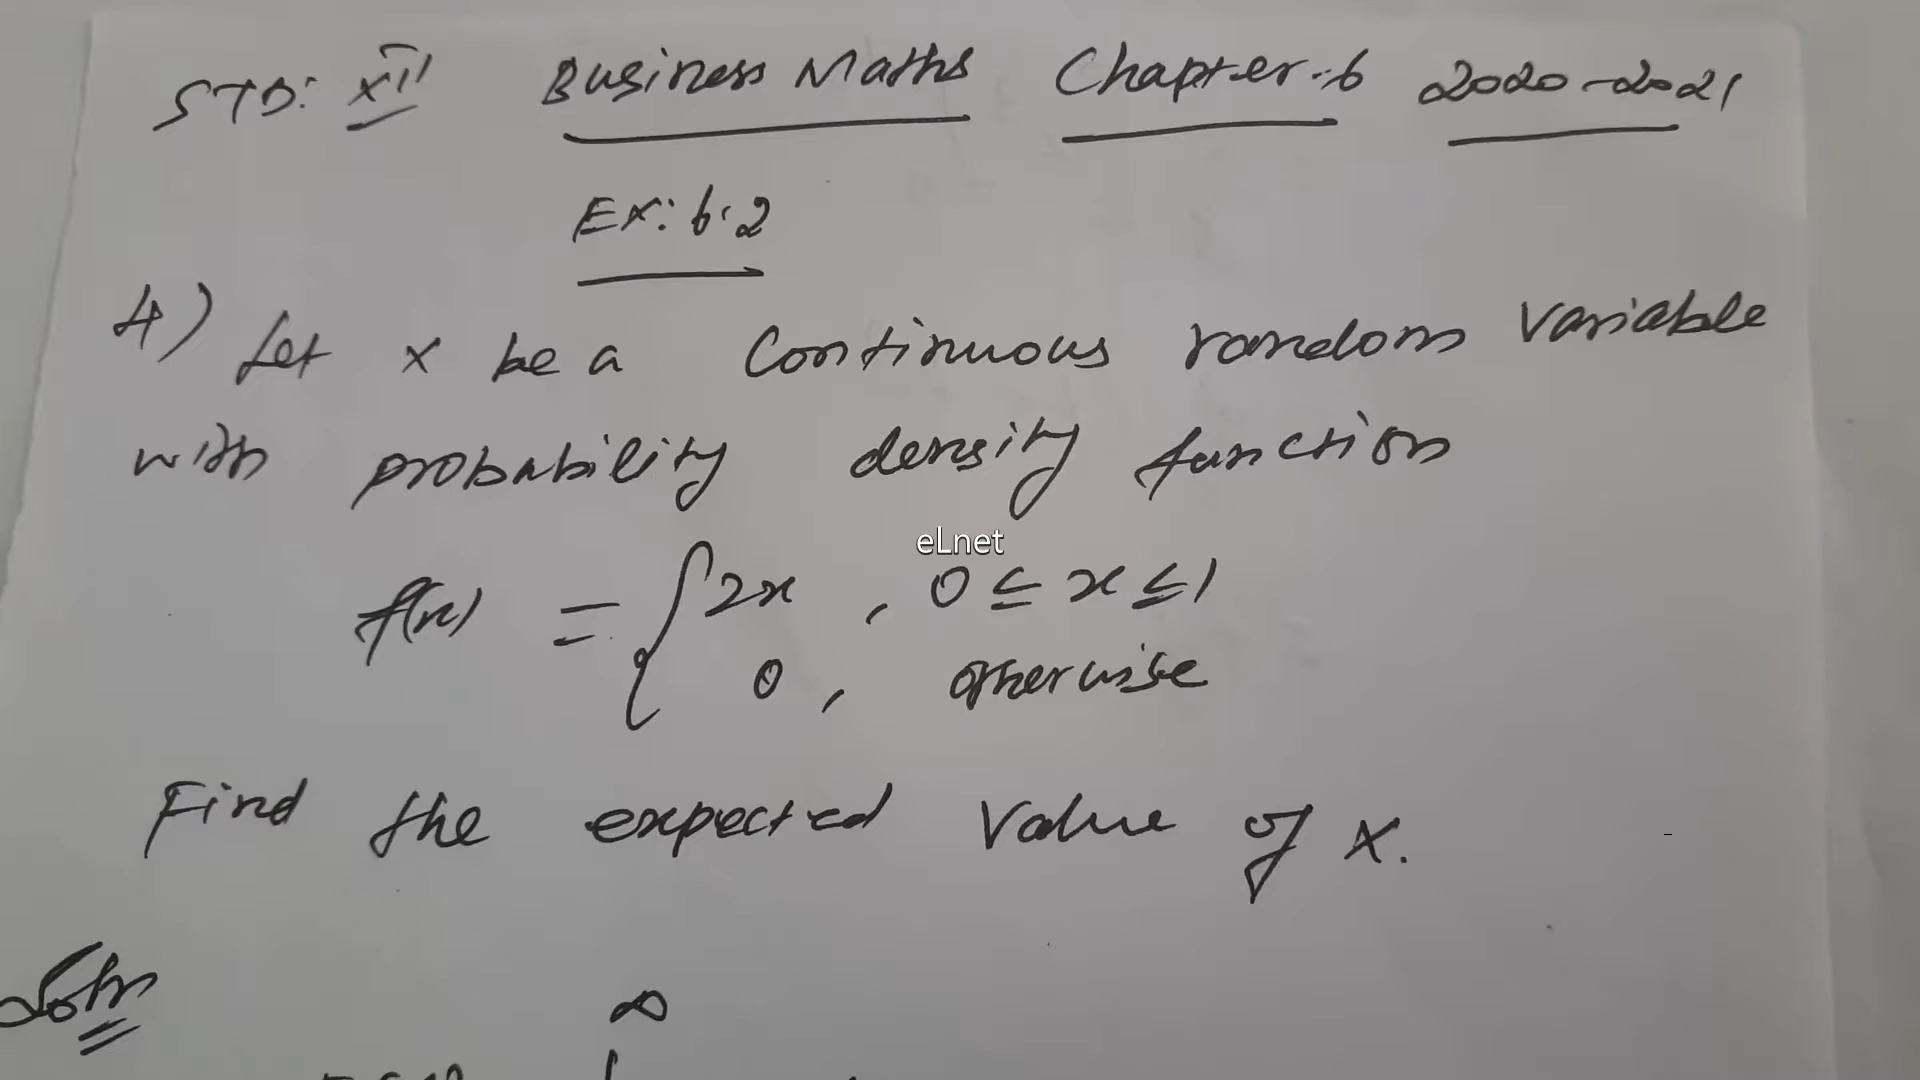 STD: XII Business Maths Chapter-6 2020-2021
Ex: 6.2
4) Let x be a continuous random variable
with probability density function
eLnet
f(x) = { 2x , 0 ≤ x ≤ 1
0 , otherwise
Find the expected value of x.
Soln
∞